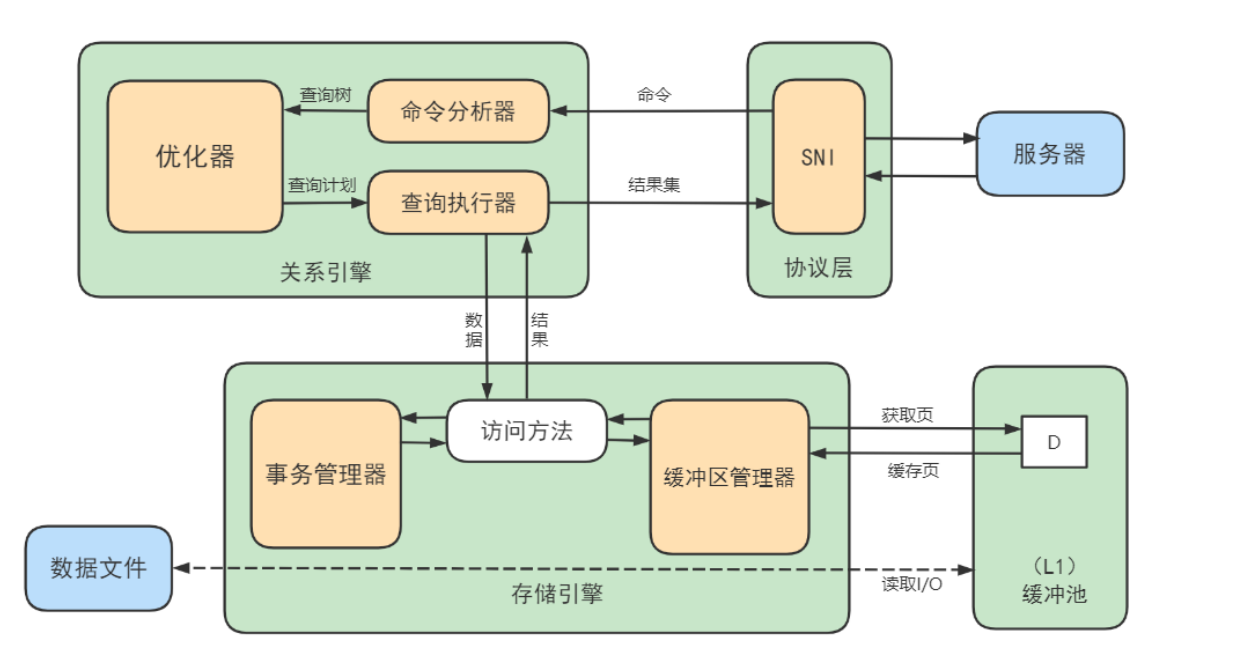 查询树
命令分析器
命令
优化器
SNI
服务器
查询计划
查询执行器
结果集
关系引擎
协议层
数
据
结
果
事务管理器
访问方法
缓冲区管理器
获取页
D
缓存页
数据文件
存储引擎
读取I/O
（L1）
缓冲池